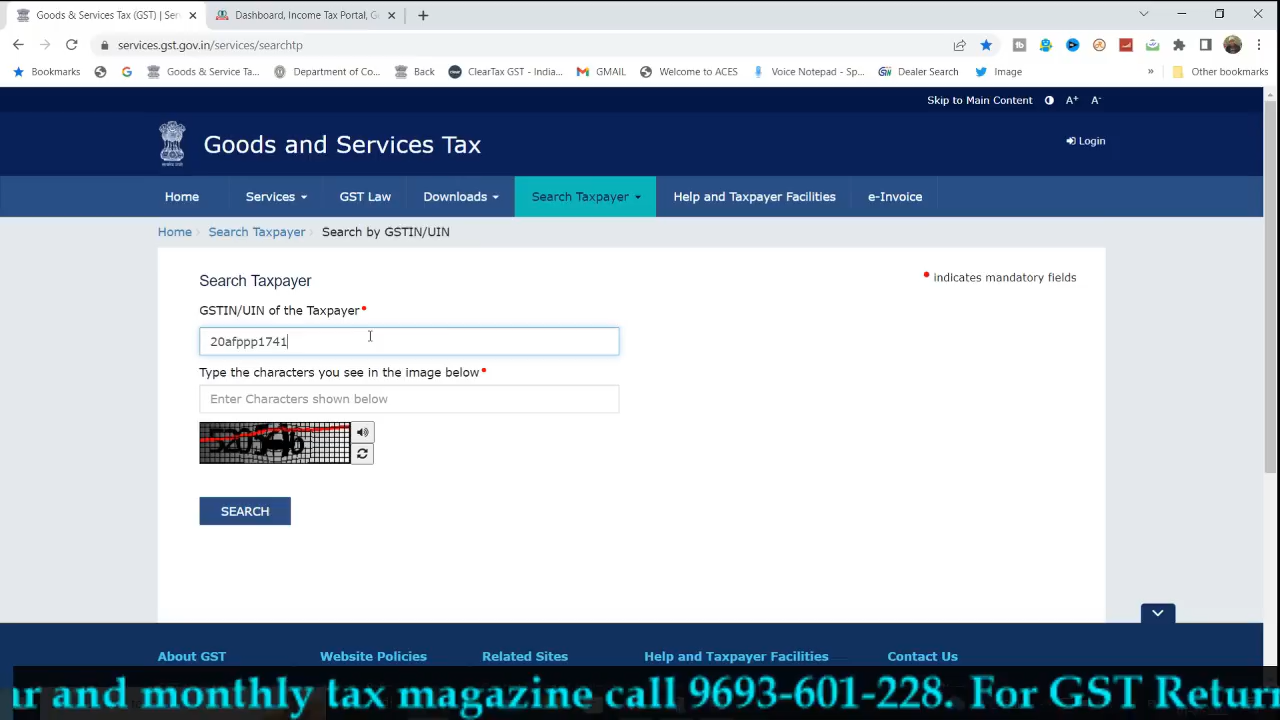 Goods & Services Tax (GST) | Ser
Dashboard, Income Tax Portal, G
services.gst.gov.in/services/searchtp
Bookmarks
Goods & Service Ta...
Department of Co...
Back
ClearTax GST - India...
GMAIL
Welcome to ACES
Voice Notepad - Sp...
Dealer Search
Image
»
Other bookmarks
Skip to Main Content
A+
A-
Goods and Services Tax
Login
Home
Services
GST Law
Downloads
Search Taxpayer
Help and Taxpayer Facilities
e-Invoice
Home
Search Taxpayer
Search by GSTIN/UIN
Search Taxpayer
• indicates mandatory fields
GSTIN/UIN of the Taxpayer•
20afppp1741
Type the characters you see in the image below•
Enter Characters shown below
SEARCH
About GST
Website Policies
Related Sites
Help and Taxpayer Facilities
Contact Us
ur and monthly tax magazine call 9693-601-228. For GST Return